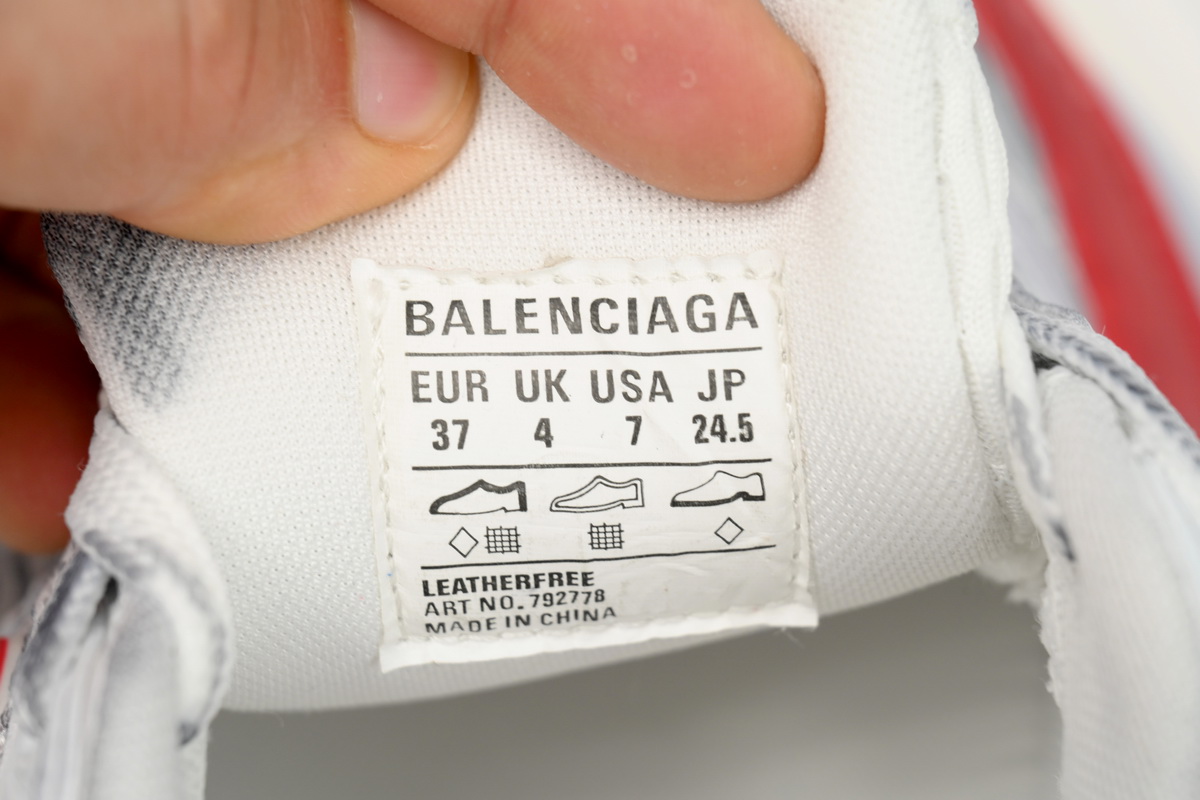 BALENCIAGA
EUR UK USA JP
37 4 7 24.5
LEATHERFREE
ART NO. 792778
MADE IN CHINA